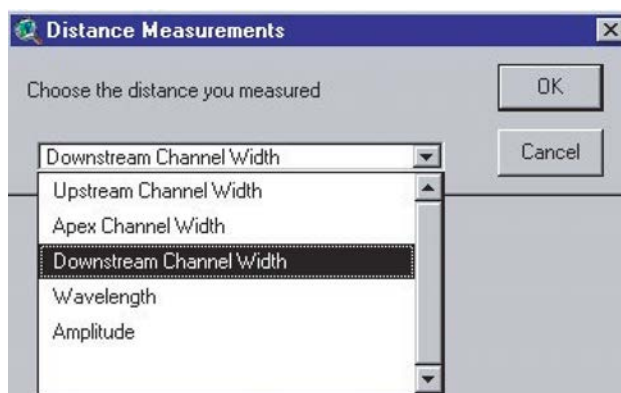 Distance Measurements
Choose the distance you measured
OK
Cancel
Downstream Channel Width
Upstream Channel Width
Apex Channel Width
Downstream Channel Width
Wavelength
Amplitude